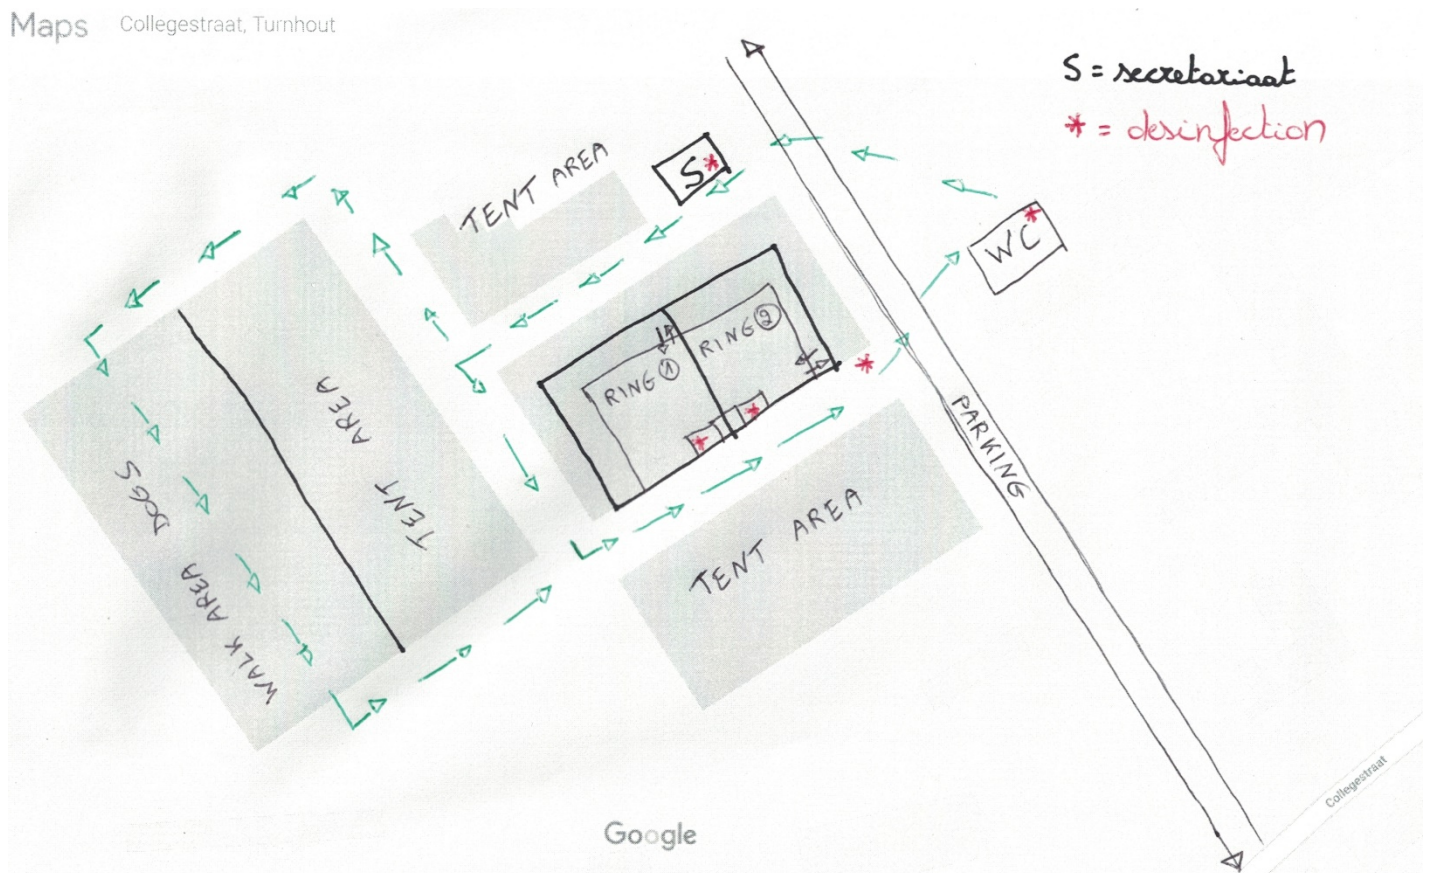 Maps
Collegestraat, Turnhout
S = secretariaat
* = desinfection
TENT AREA
S*
WC*
RING 1
RING 2
*
*
*
TENT AREA
WALK AREA DOGS
TENT AREA
PARKING
Collegestraat
Google